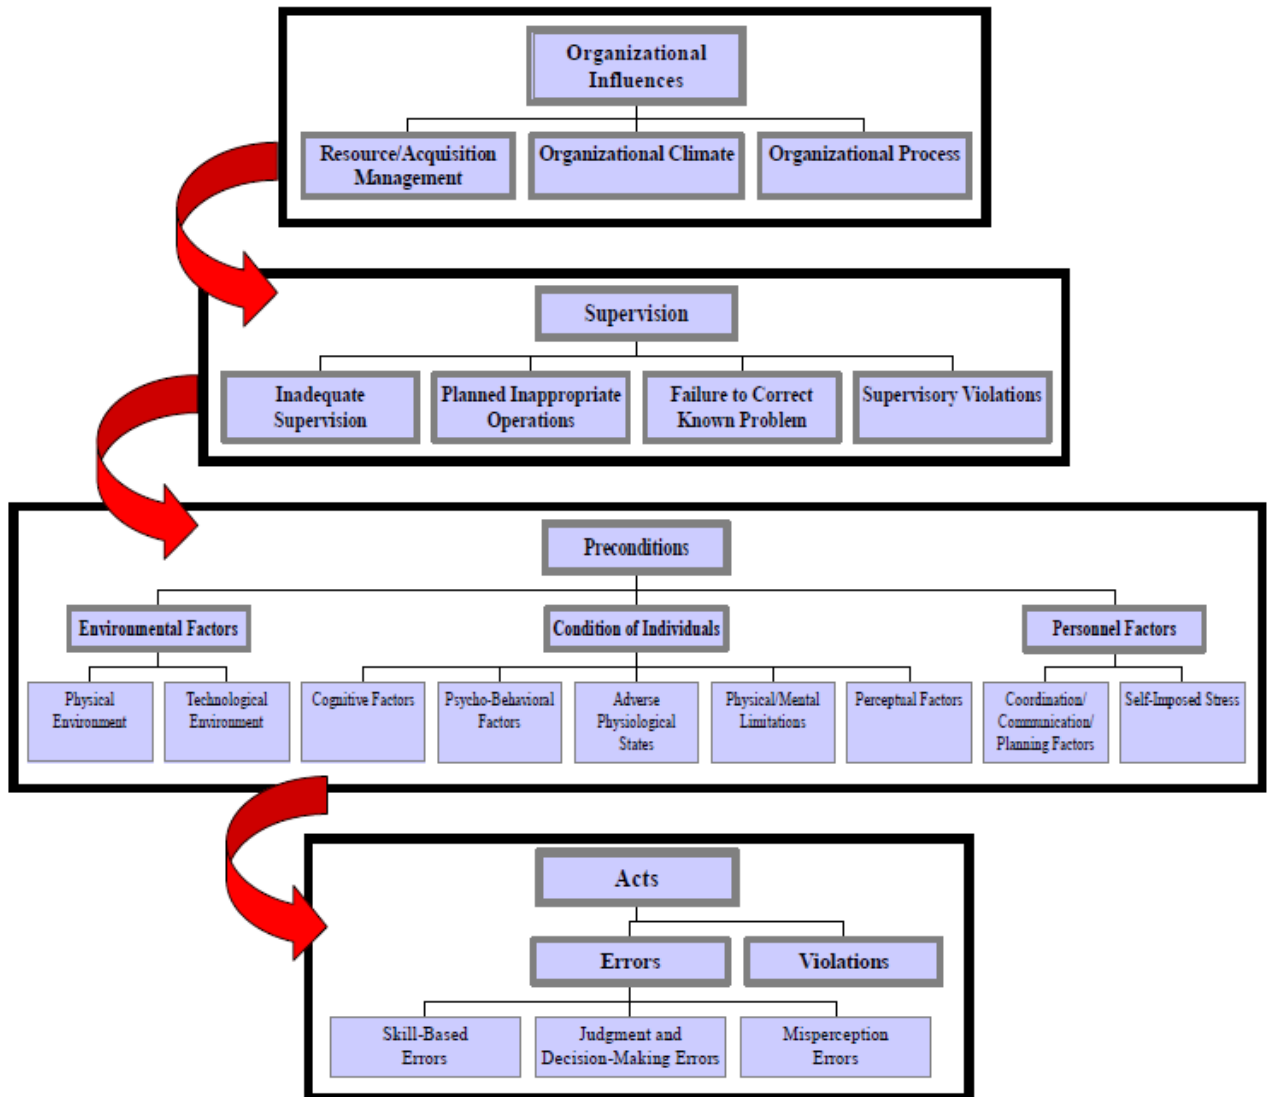 Organizational
Influences
Resource/Acquisition
Management
Organizational Climate
Organizational Process
Supervision
Inadequate
Supervision
Planned Inappropriate
Operations
Failure to Correct
Known Problem
Supervisory Violations
Preconditions
Environmental Factors
Condition of Individuals
Personnel Factors
Physical
Environment
Technological
Environment
Cognitive Factors
Psycho-Behavioral
Factors
Adverse
Physiological
States
Physical/Mental
Limitations
Perceptual Factors
Coordination/
Communication/
Planning Factors
Self-Imposed Stress
Acts
Errors
Violations
Skill-Based
Errors
Judgment and
Decision-Making Errors
Misperception
Errors